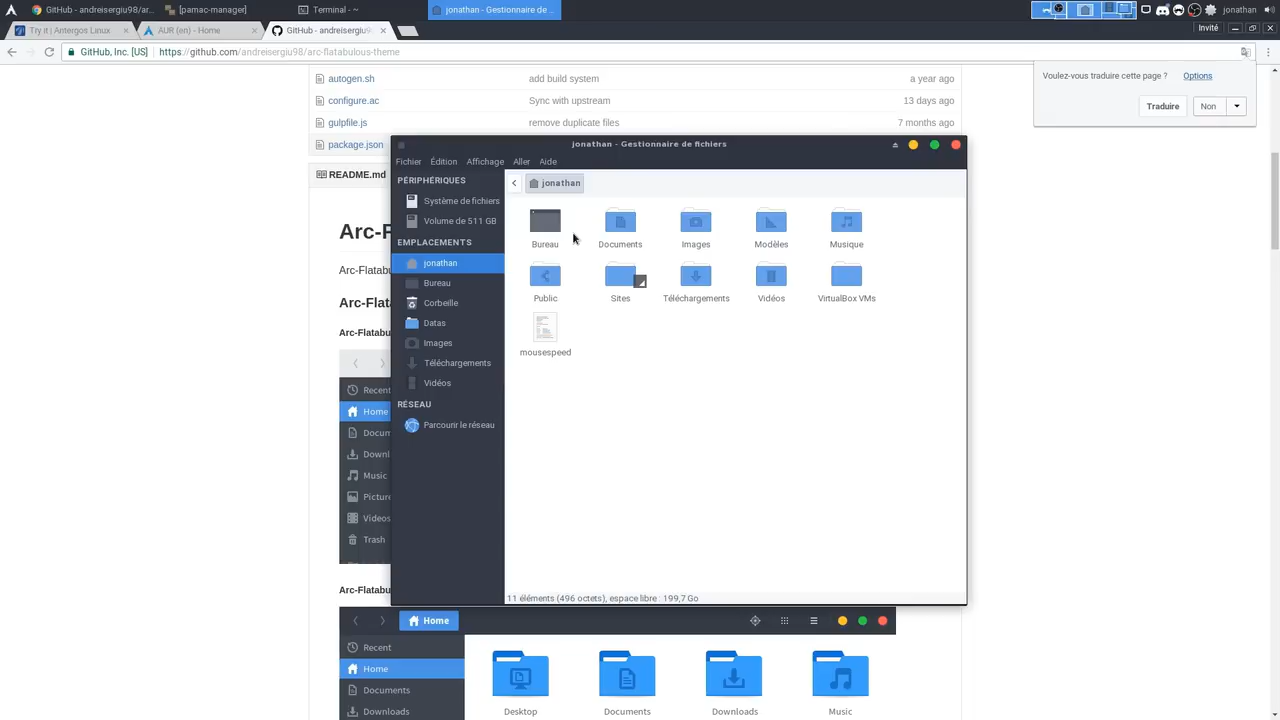 GitHub - andreisergiu98/ar...
[pamac-manager]
Terminal - ~
jonathan - Gestionnaire de ...
jonathan
Try it | Antergos Linux
AUR (en) - Home
GitHub - andreisergiu9
Invité
GitHub, Inc. [US]
https://github.com/andreisergiu98/arc-flatabulous-theme
Voulez-vous traduire cette page ?
Options
Traduire
Non
autogen.sh
add build system
a year ago
configure.ac
Sync with upstream
13 days ago
gulpfile.js
remove duplicate files
7 months ago
package.json
README.md
Arc-F
Arc-Flatabu
Arc-Flat
Arc-Flatabu
Recent
Home
Docum
Downl
Music
Picture
Videos
Trash
Arc-Flatabu
jonathan - Gestionnaire de fichiers
Fichier
Édition
Affichage
Aller
Aide
PÉRIPHÉRIQUES
Système de fichiers
Volume de 511 GB
EMPLACEMENTS
jonathan
Bureau
Corbeille
Datas
Images
Téléchargements
Vidéos
RÉSEAU
Parcourir le réseau
jonathan
Bureau
Documents
Images
Modèles
Musique
Public
Sites
Téléchargements
Vidéos
VirtualBox VMs
mousespeed
11 éléments (496 octets), espace libre : 199,7 Go
Home
Recent
Home
Documents
Downloads
Desktop
Documents
Downloads
Music